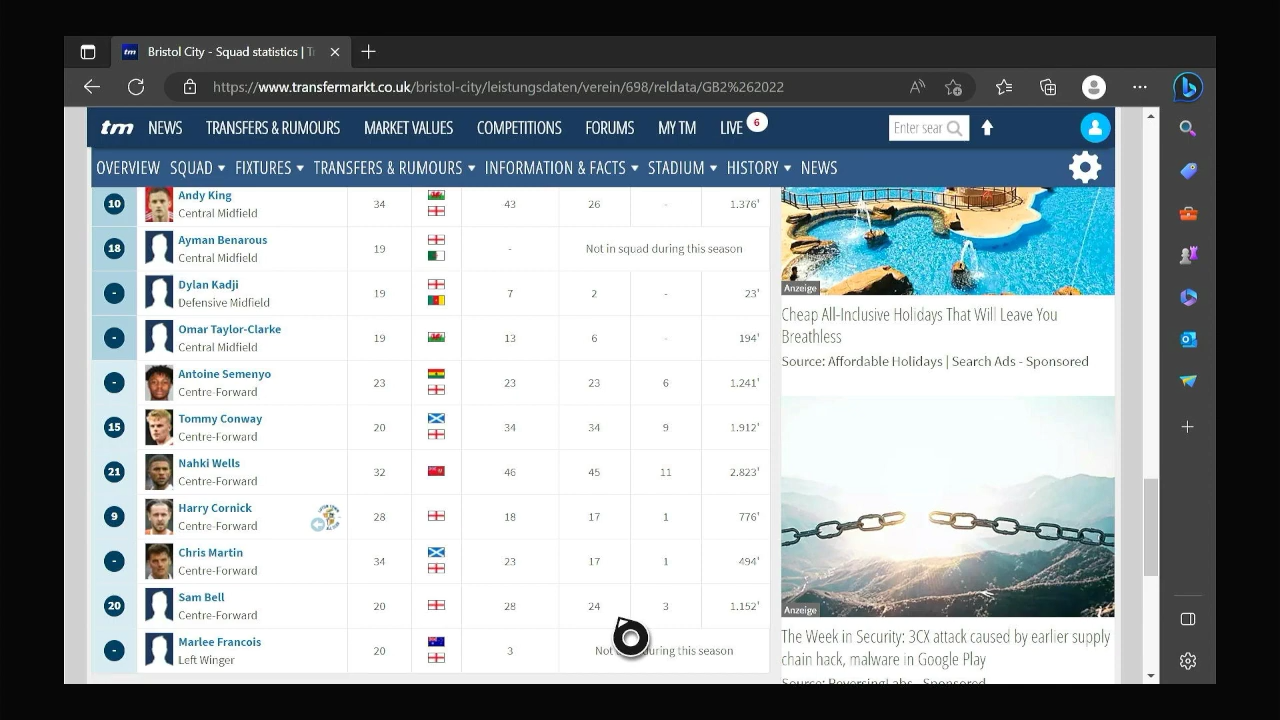 tm Bristol City - Squad statistics | T
https://www.transfermarkt.co.uk/bristol-city/leistungsdaten/verein/698/reldata/GB2%262022
tm NEWS TRANSFERS & RUMOURS MARKET VALUES COMPETITIONS FORUMS MY TM LIVE 6 Enter sear
OVERVIEW SQUAD FIXTURES TRANSFERS & RUMOURS INFORMATION & FACTS STADIUM HISTORY NEWS
10 Andy King 34 43 26 - 1.376'
Central Midfield
18 Ayman Benarous 19 - Not in squad during this season
Central Midfield
- Dylan Kadji 19 7 2 - 23'
Defensive Midfield
- Omar Taylor-Clarke 19 13 6 - 194'
Central Midfield
- Antoine Semenyo 23 23 23 6 1.241'
Centre-Forward
15 Tommy Conway 20 34 34 9 1.912'
Centre-Forward
21 Nahki Wells 32 46 45 11 2.823'
Centre-Forward
9 Harry Cornick 28 18 17 1 776'
Centre-Forward
- Chris Martin 34 23 17 1 494'
Centre-Forward
20 Sam Bell 20 28 24 3 1.152'
Centre-Forward
- Marlee Francois 20 3 Not during this season
Left Winger
Anzeige
Cheap All-Inclusive Holidays That Will Leave You
Breathless
Source: Affordable Holidays | Search Ads - Sponsored
Anzeige
The Week in Security: 3CX attack caused by earlier supply
chain hack, malware in Google Play
Source: ReversingLabs - Sponsored